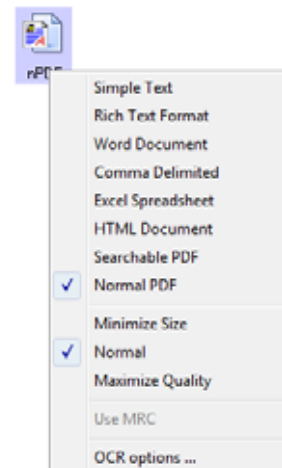 nPDF
Simple Text
Rich Text Format
Word Document
Comma Delimited
Excel Spreadsheet
HTML Document
Searchable PDF
Normal PDF
Minimize Size
Normal
Maximize Quality
Use MRC
OCR options ...